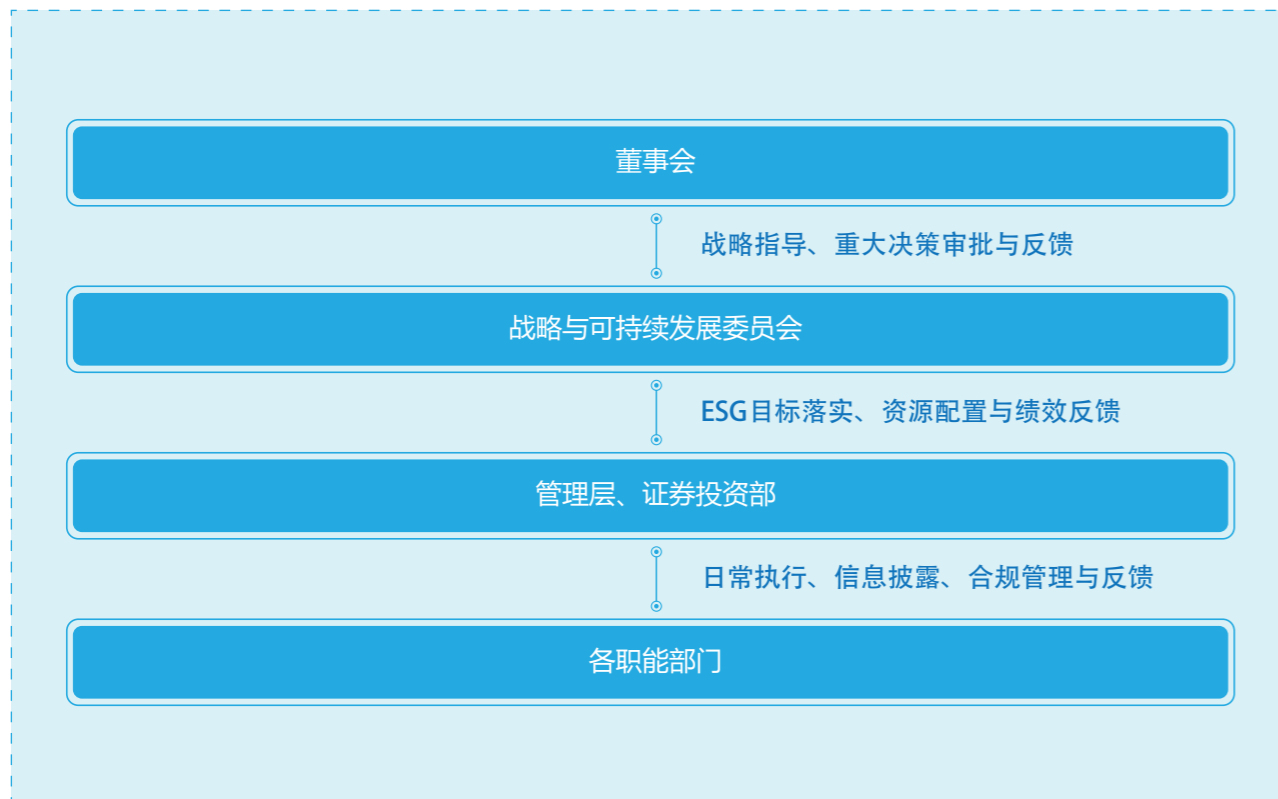 董事会
战略指导、重大决策审批与反馈
战略与可持续发展委员会
ESG目标落实、资源配置与绩效反馈
管理层、证券投资部
日常执行、信息披露、合规管理与反馈
各职能部门